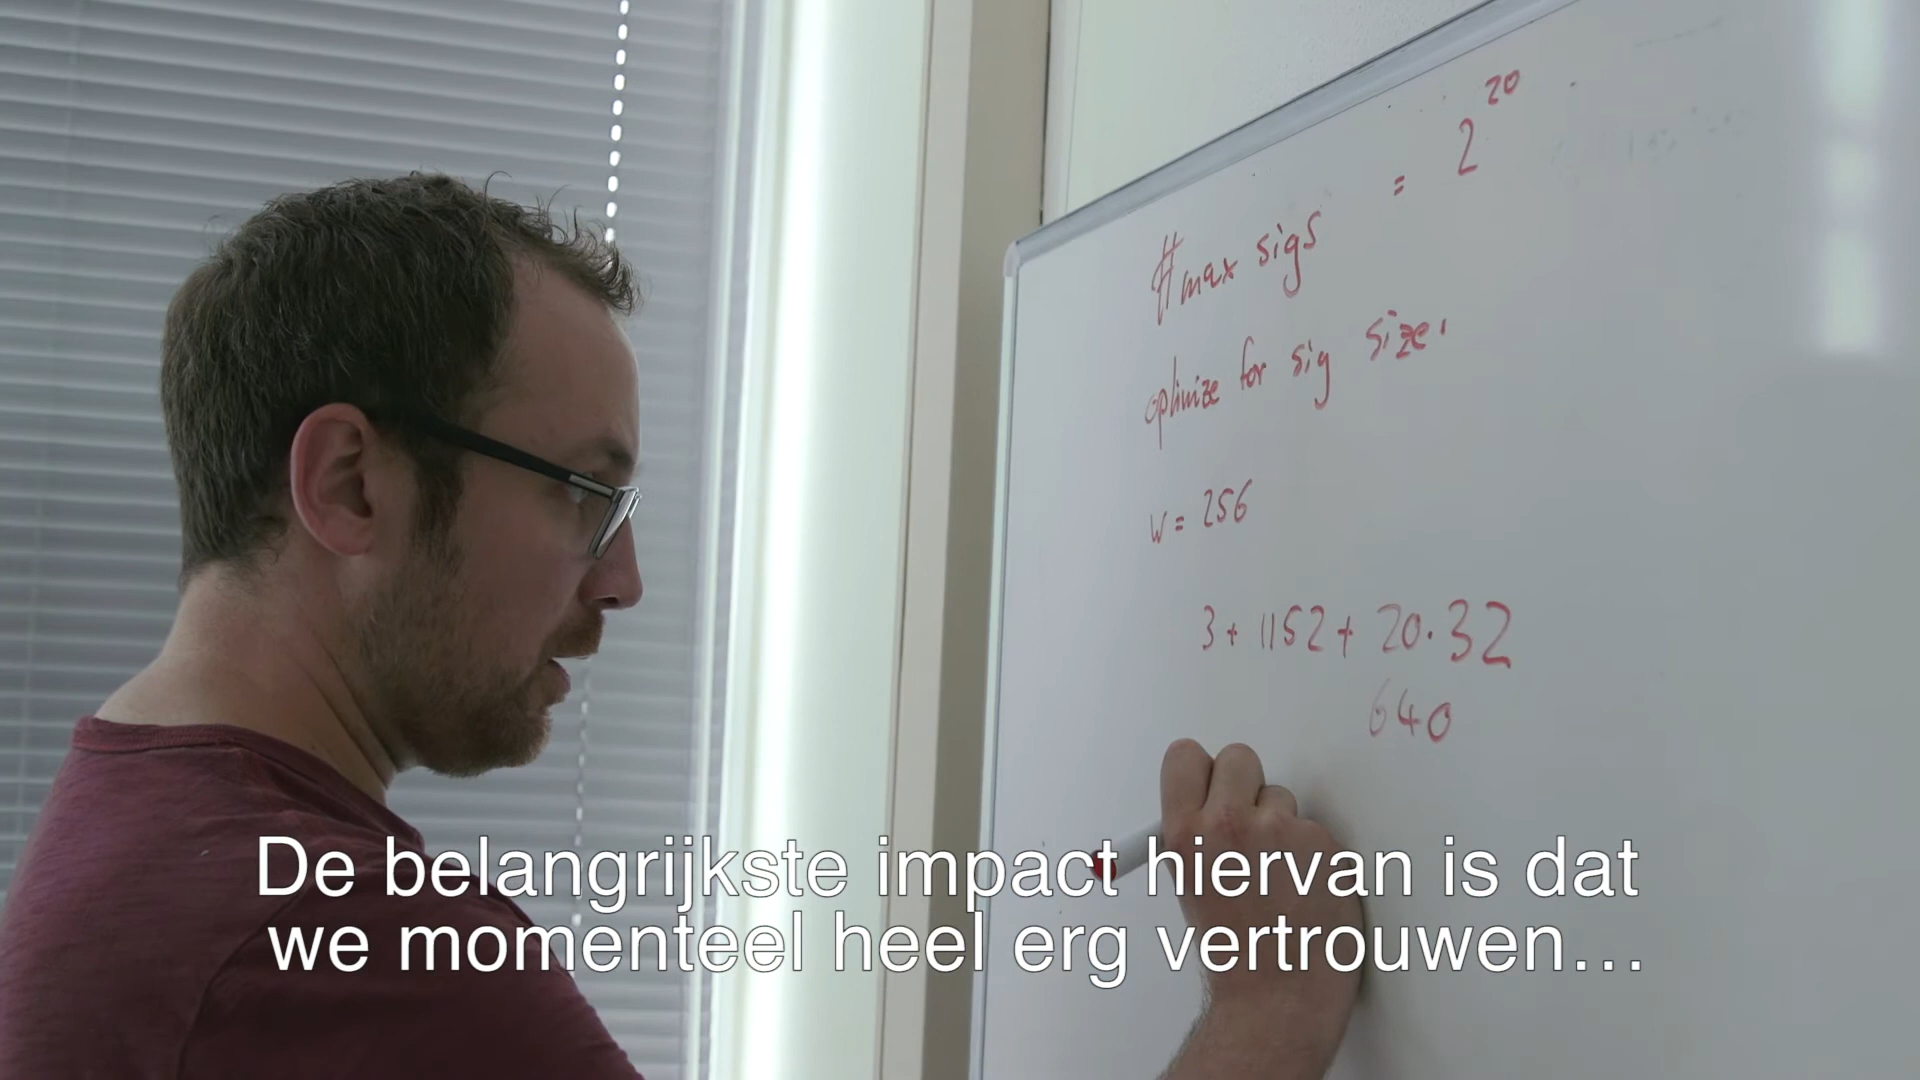 #max sigs = 2^20
optimize for sig size.
w = 256
3 + 1152 + 20.32
640
De belangrijkste impact hiervan is dat
we momenteel heel erg vertrouwen...